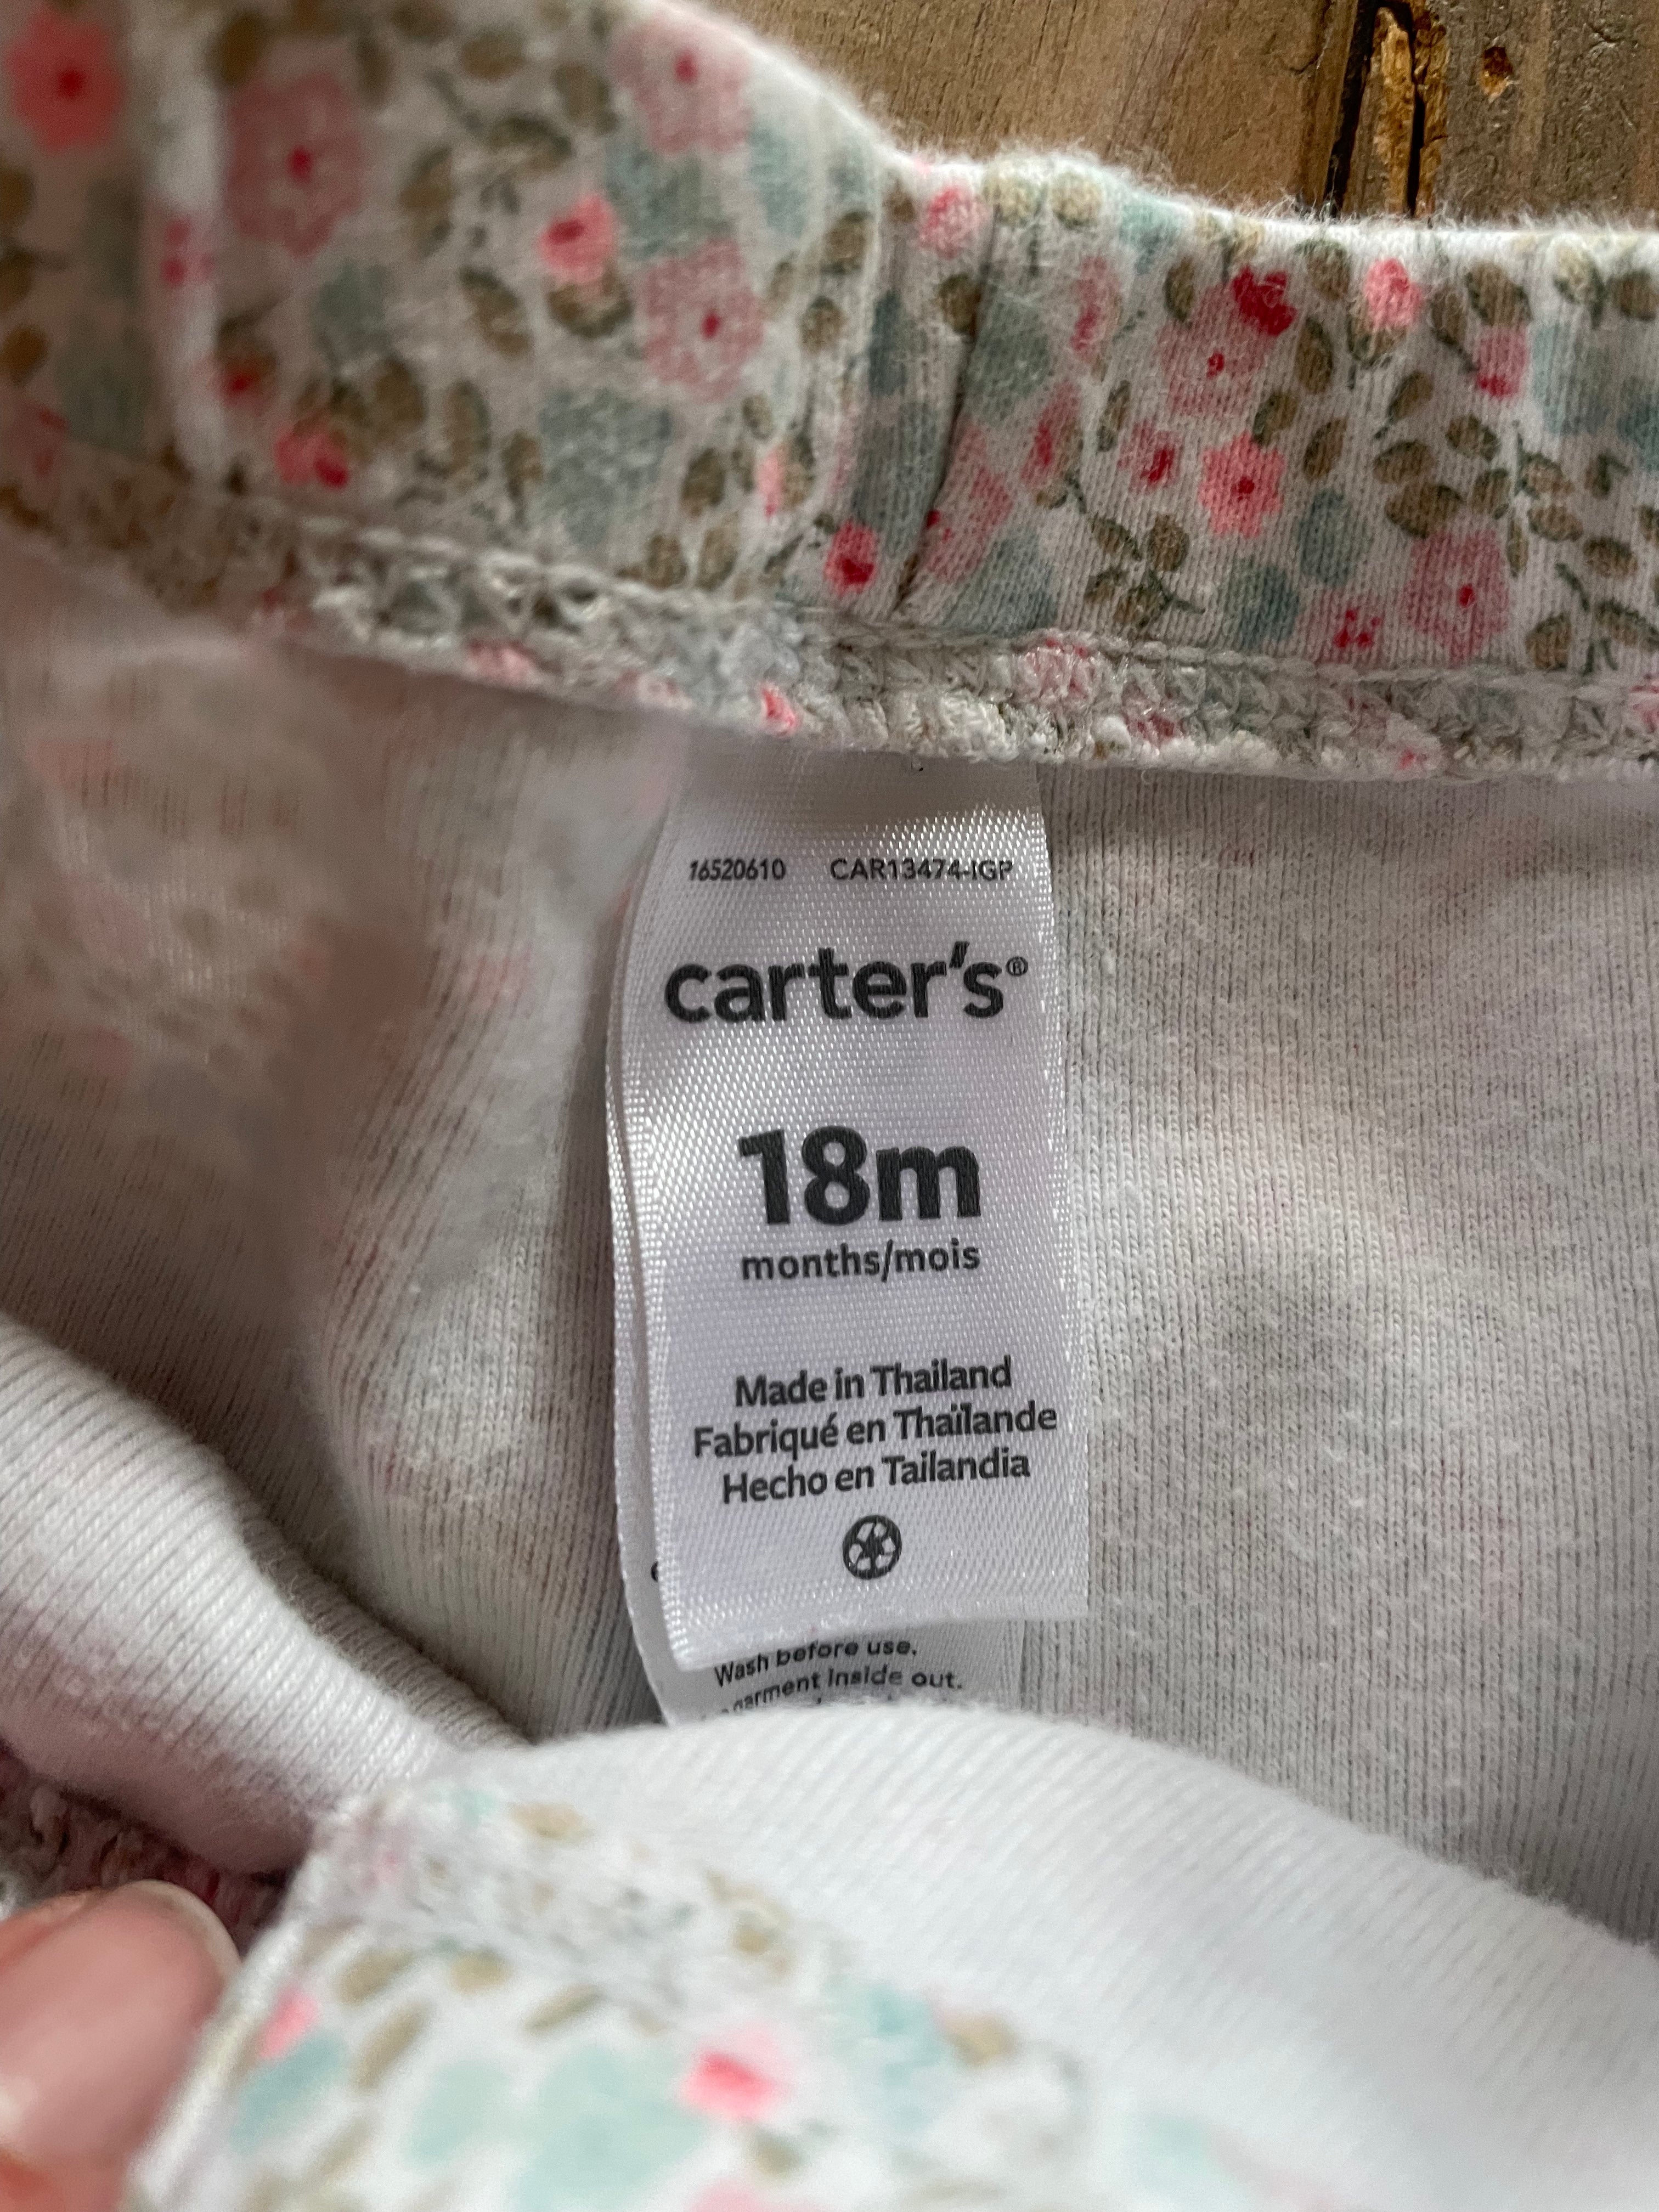 16520610 CAR13474-IGP
carter's®
18m
months/mois
Made in Thailand
Fabriqué en Thaïlande
Hecho en Tailandia
Wash before use.
inside out.